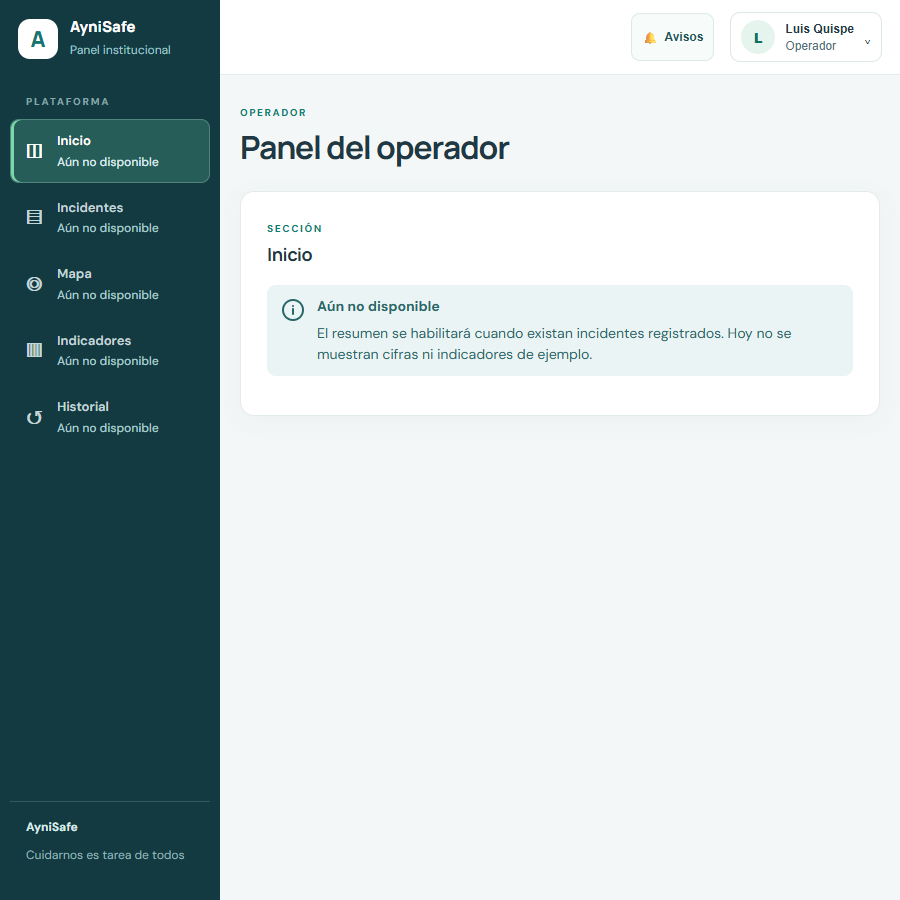 A
AyniSafe
Panel institucional
PLATAFORMA
Inicio
Aún no disponible
Incidentes
Aún no disponible
Mapa
Aún no disponible
Indicadores
Aún no disponible
Historial
Aún no disponible
AyniSafe
Cuidarnos es tarea de todos
Avisos
L
Luis Quispe
Operador
OPERADOR
Panel del operador
SECCIÓN
Inicio
Aún no disponible
El resumen se habilitará cuando existan incidentes registrados. Hoy no se
muestran cifras ni indicadores de ejemplo.